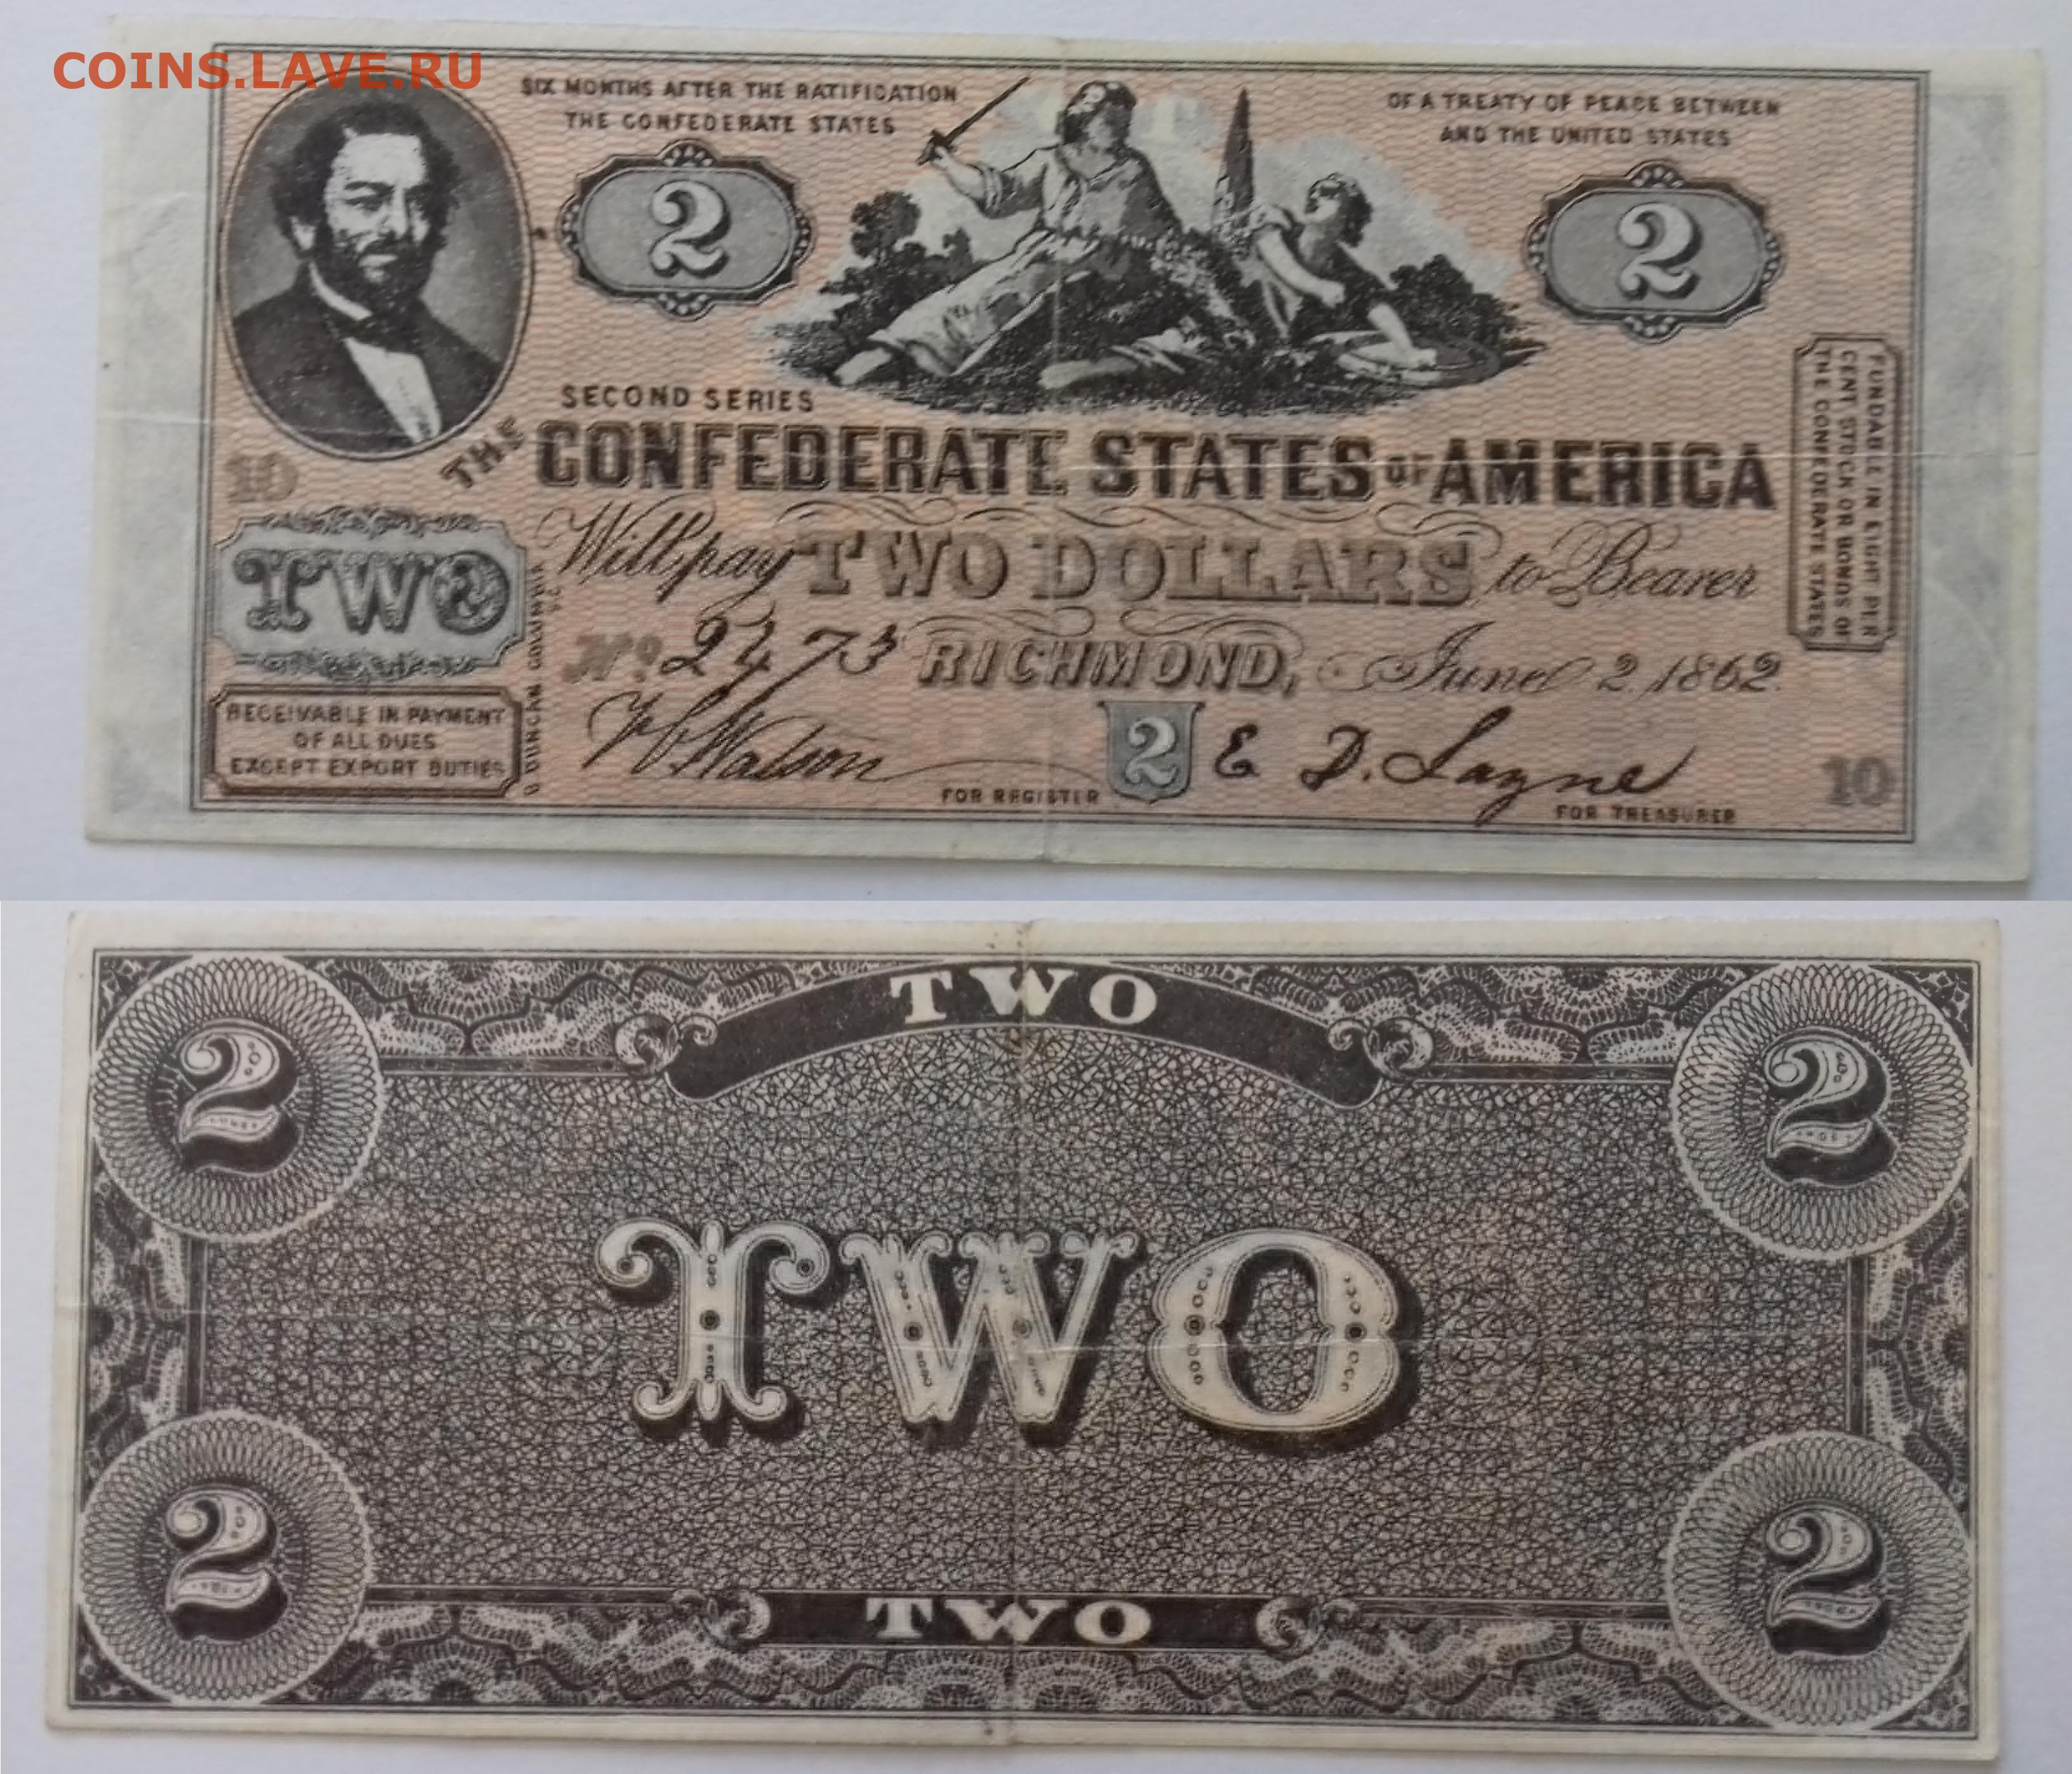 COINS.LAVE.RU
SIX MONTHS AFTER THE RATIFICATION
THE CONFEDERATE STATES
OF A TREATY OF PEACE BETWEEN
AND THE UNITED STATES
2
2
SECOND SERIES
THE CONFEDERATE STATES OF AMERICA
10
TWO
Will pay TWO DOLLARS to Bearer
No. 2473 RICHMOND, June 2, 1862.
FUNDABLE IN EIGHT PER
CENT STOCK OR BONDS OF
THE CONFEDERATE STATES
RECEIVABLE IN PAYMENT
OF ALL DUES
EXCEPT EXPORT DUTIES
B. DUNCAN COLUMBIA
2
E D. Layne
FOR REGISTER
FOR TREASURER
10
TWO
2
2
TWO
2
2
TWO